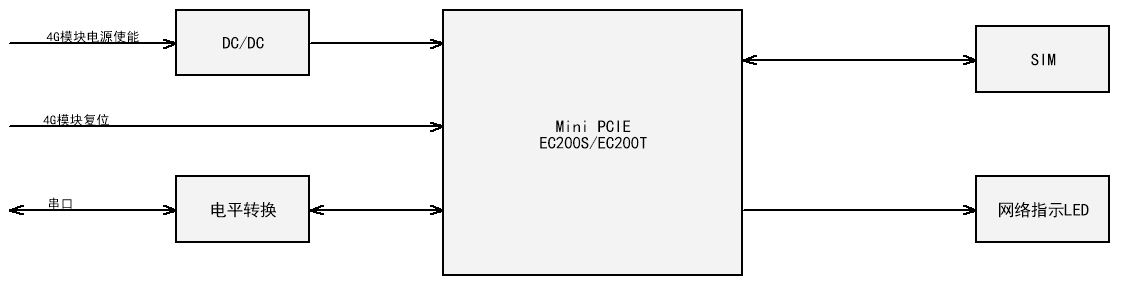 4G模块电源使能
DC/DC
SIM
4G模块复位
Mini PCIE
EC200S/EC200T
串口
电平转换
网络指示LED